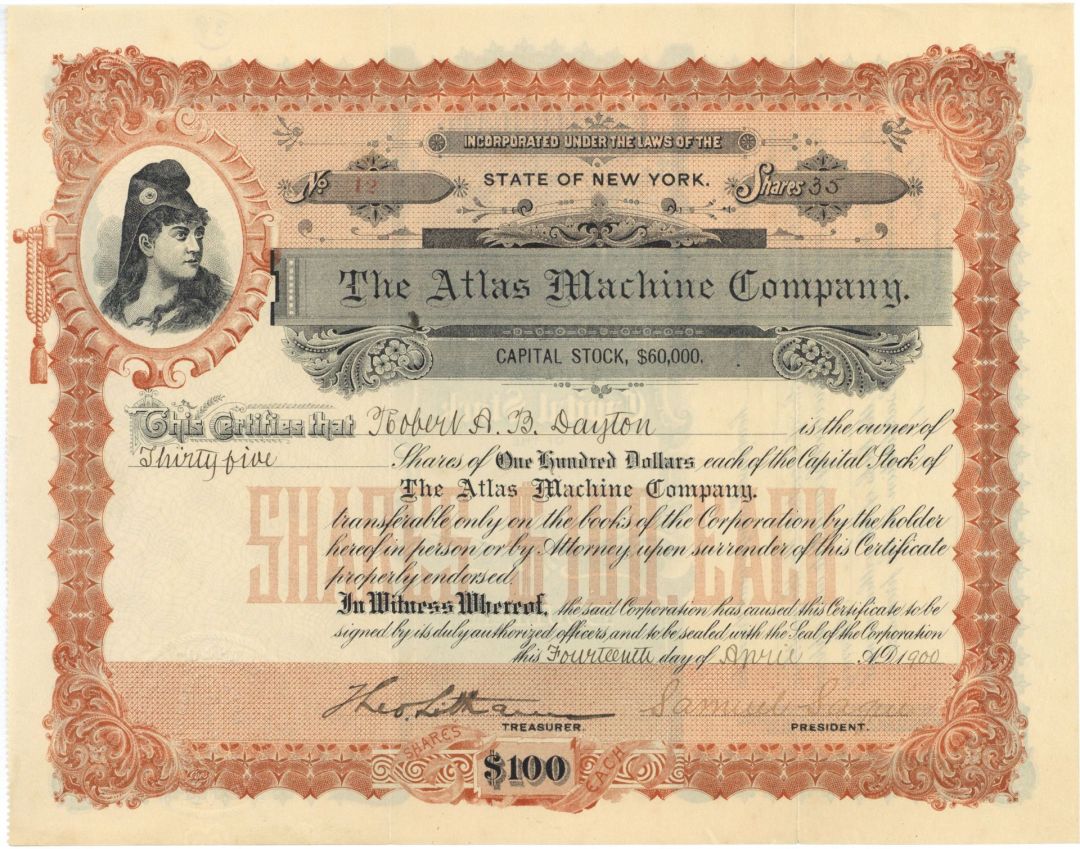 INCORPORATED UNDER THE LAWS OF THE
No 12
STATE OF NEW YORK.
Shares 35
The Atlas Machine Company.
CAPITAL STOCK, $60,000.
This Certifies that Robert A. B. Dayton is the owner of
Thirty five Shares of One Hundred Dollars each of the Capital Stock of
The Atlas Machine Company.
transferable only on the books of the Corporation by the holder
hereof in person or by Attorney, upon surrender of this Certificate
properly endorsed.
SHARES $100. EACH
In Witness Whereof, the said Corporation has caused this Certificate to be
signed by its duly authorized officers, and to be sealed with the Seal of the Corporation
this Fourteenth day of April A.D. 1900
Theo.
Samuel
TREASURER.
PRESIDENT.
SHARES $100 EACH